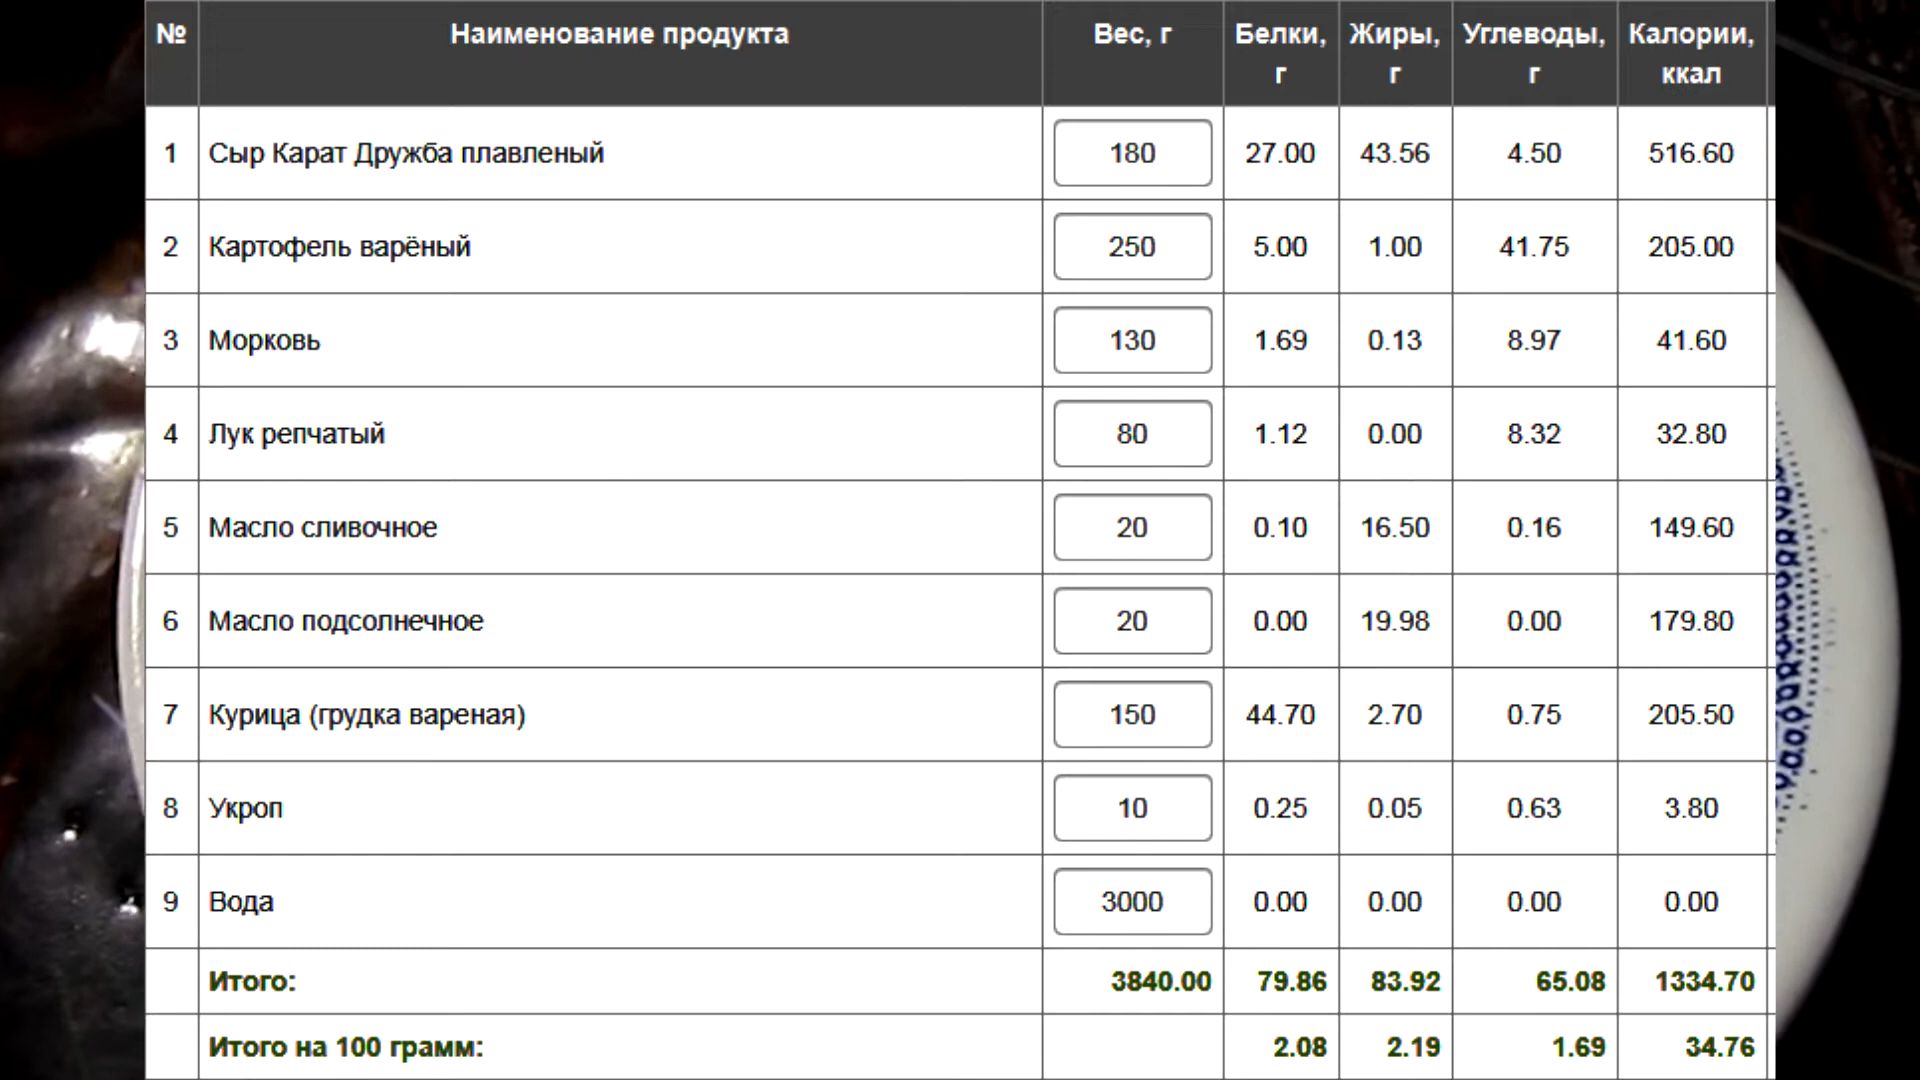 № Наименование продукта Вес, г Белки, г Жиры, г Углеводы, г Калории, ккал
1 Сыр Карат Дружба плавленый 180 27.00 43.56 4.50 516.60
2 Картофель варёный 250 5.00 1.00 41.75 205.00
3 Морковь 130 1.69 0.13 8.97 41.60
4 Лук репчатый 80 1.12 0.00 8.32 32.80
5 Масло сливочное 20 0.10 16.50 0.16 149.60
6 Масло подсолнечное 20 0.00 19.98 0.00 179.80
7 Курица (грудка вареная) 150 44.70 2.70 0.75 205.50
8 Укроп 10 0.25 0.05 0.63 3.80
9 Вода 3000 0.00 0.00 0.00 0.00
Итого: 3840.00 79.86 83.92 65.08 1334.70
Итого на 100 грамм: 2.08 2.19 1.69 34.76